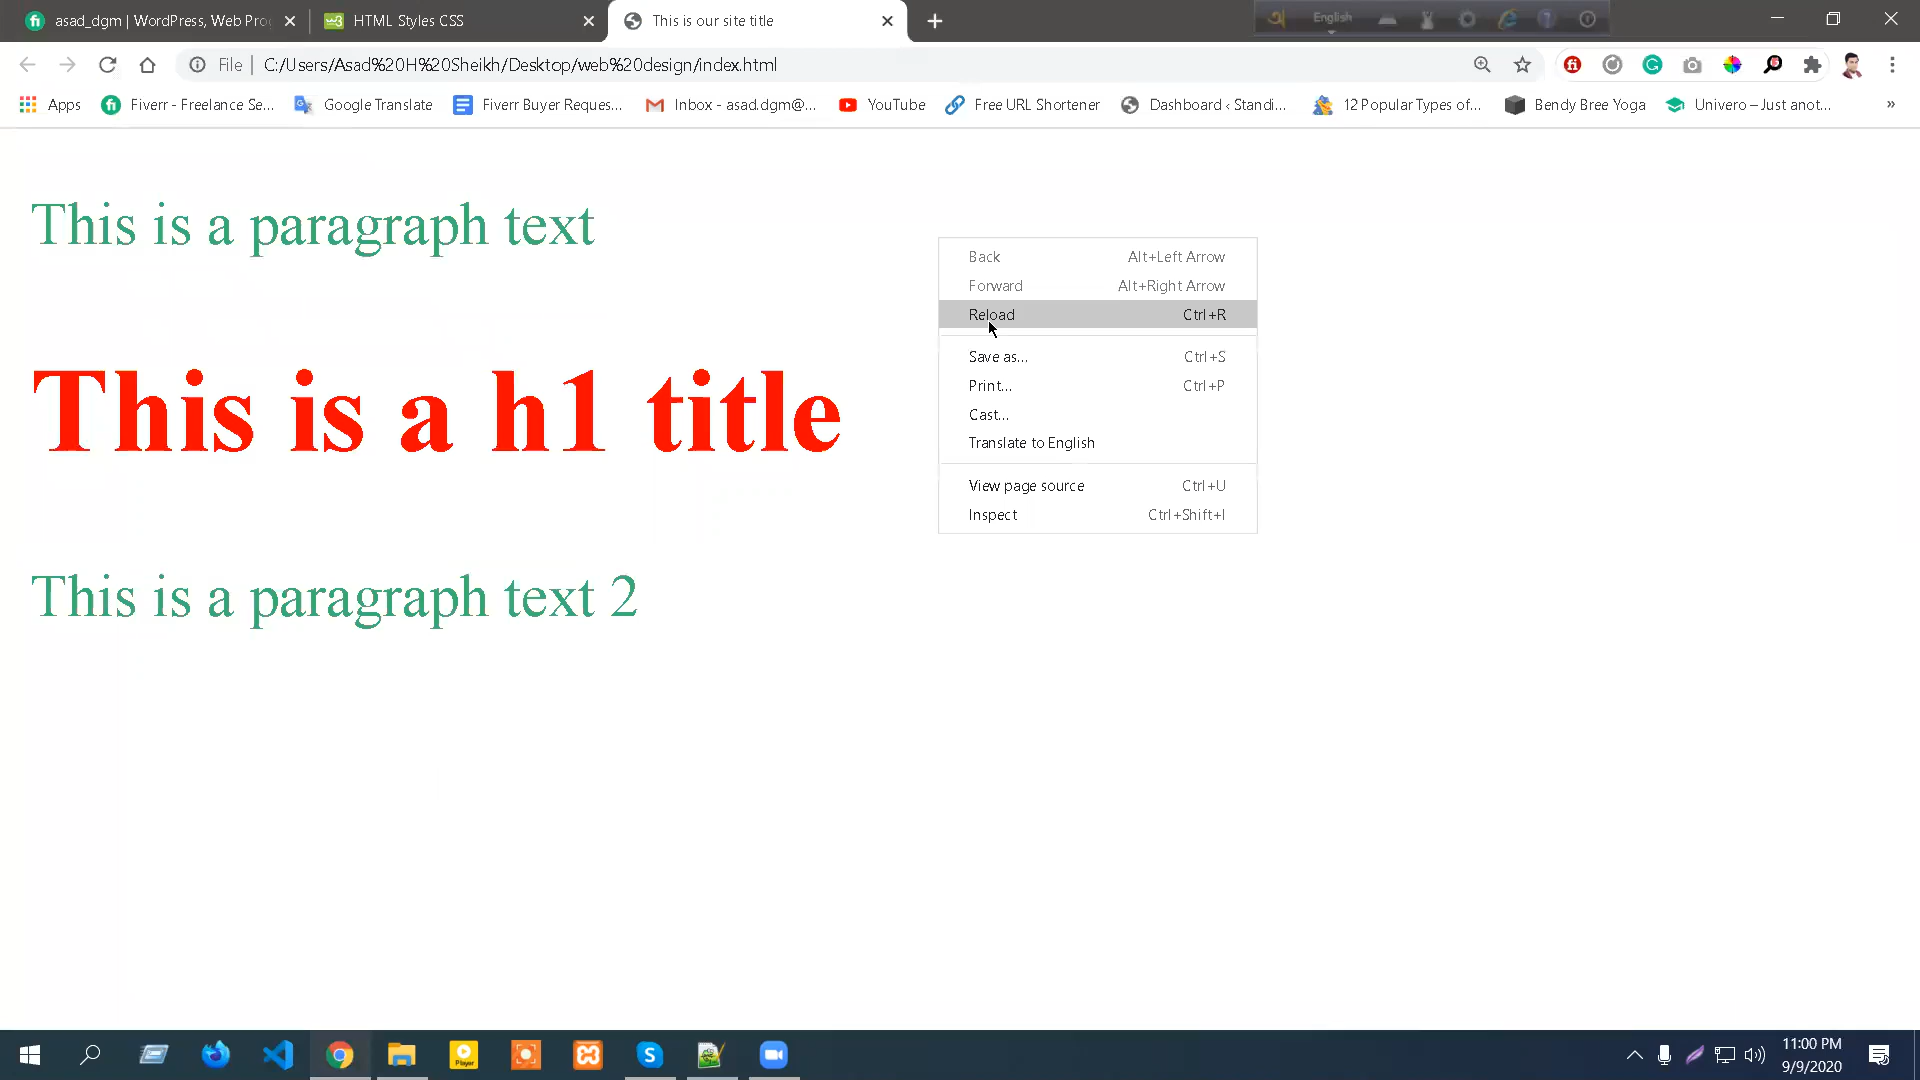 asad_dgm | WordPress, Web Pro
HTML Styles CSS
This is our site title
English
File
C:/Users/Asad%20H%20Sheikh/Desktop/web%20design/index.html
Apps
Fiverr - Freelance Se...
Google Translate
Fiverr Buyer Reques...
Inbox - asad.dgm@...
YouTube
Free URL Shortener
Dashboard ‹ Standi...
12 Popular Types of...
Bendy Bree Yoga
Univero – Just anot...
»
This is a paragraph text
This is a h1 title
This is a paragraph text 2
Back Alt+Left Arrow
Forward Alt+Right Arrow
Reload Ctrl+R
Save as... Ctrl+S
Print... Ctrl+P
Cast...
Translate to English
View page source Ctrl+U
Inspect Ctrl+Shift+I
Player
11:00 PM
9/9/2020